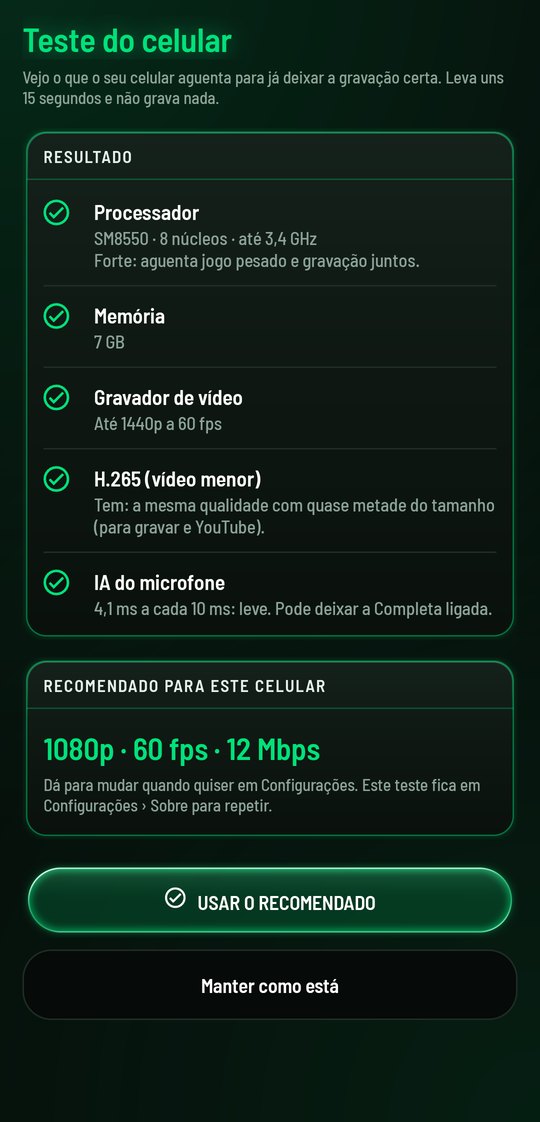 Teste do celular
Vejo o que o seu celular aguenta para já deixar a gravação certa. Leva uns
15 segundos e não grava nada.
RESULTADO
Processador
SM8550 · 8 núcleos · até 3,4 GHz
Forte: aguenta jogo pesado e gravação juntos.
Memória
7 GB
Gravador de vídeo
Até 1440p a 60 fps
H.265 (vídeo menor)
Tem: a mesma qualidade com quase metade do tamanho
(para gravar e YouTube).
IA do microfone
4,1 ms a cada 10 ms: leve. Pode deixar a Completa ligada.
RECOMENDADO PARA ESTE CELULAR
1080p · 60 fps · 12 Mbps
Dá para mudar quando quiser em Configurações. Este teste fica em
Configurações › Sobre para repetir.
USAR O RECOMENDADO
Manter como está